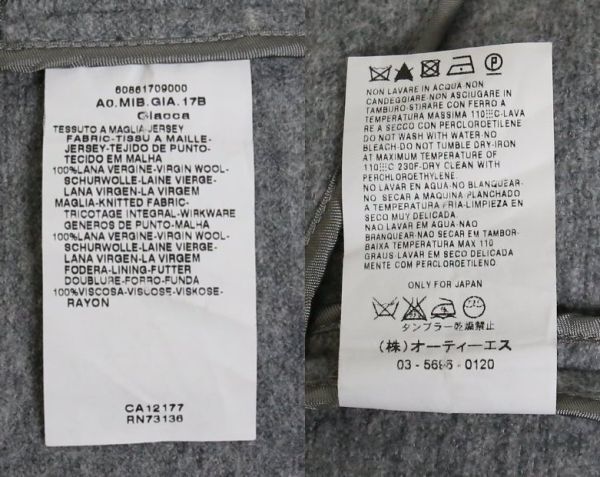 60861709000
A0.MIB.GIA.17B
Giacca
TESSUTO A MAGLIA-JERSEY
FABRIC-TISSU A MAILLE-
JERSEY-TEJIDO DE PUNTO-
TECIDO EM MALHA
100%LANA VERGINE-VIRGIN WOOL-
SCHURWOLLE-LAINE VIERGE-
LANA VIRGEN-LA VIRGEM
MAGLIA-KNITTED FABRIC-
TRICOTAGE INTEGRAL-WIRKWARE
GENEROS DE PUNTO-MALHA
100%LANA VERGINE-VIRGIN WOOL-
SCHURWOLLE-LAINE VIERGE-
LANA VIRGEN-LA VIRGEM
FODERA-LINING-FUTTER
DOUBLURE-FORRO-FUNDA
100%VISCOSA-VISCOSE-VISKOSE-
RAYON
CA12177
RN73136
P
NON LAVARE IN ACQUA-NON
CANDEGGIARE-NON ASCIUGARE IN
TAMBURO-STIRARE CON FERRO A
TEMPERATURA MASSIMA 110
-LAVA
RE A SECCO CON PERCLOROETILENE
DO NOT WASH WITH WATER-NO
BLEACH-DO NOT TUMBLE DRY-IRON
AT MAXIMUM TEMPERATURE OF
110
230F-DRY CLEAN WITH
PERCHLOROETHYLENE.
NO LAVAR EN AGUA-NO BLANQUEAR-
NO SECAR A MAQUINA PLANCHADO
A TEMPERATURA FRIA-LIMPIEZA EN
SECO MUY DELICADA.
NAO LAVAR EM AGUA-NAO
BRANQUEAR-NAO SECAR EM TAMBOR-
BAIXA TEMPERATURA MAX 110
GRAUS-LAVAR EM SECO DELICADA
MENTE COM PERCLOROETILENO.
ONLY FOR JAPAN
タンブラー乾燥禁止
(株)オーティーエス
03-5685-0120